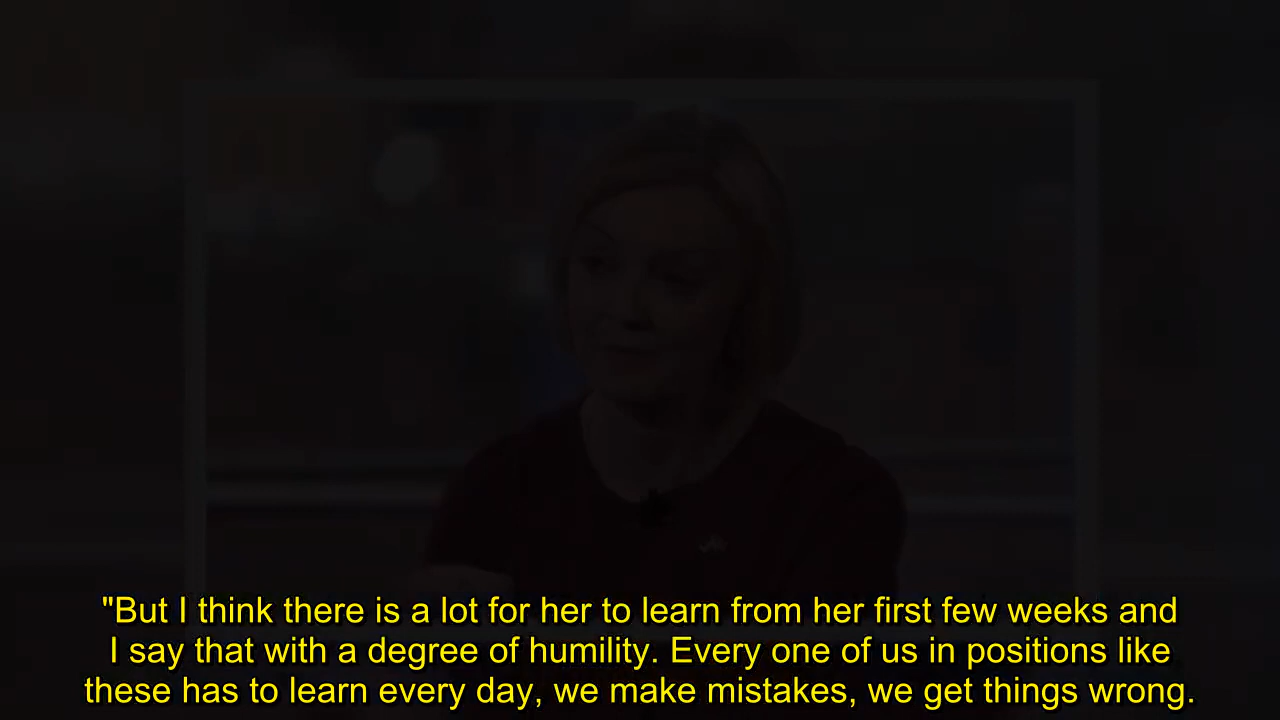 "But I think there is a lot for her to learn from her first few weeks and
I say that with a degree of humility. Every one of us in positions like
these has to learn every day, we make mistakes, we get things wrong.